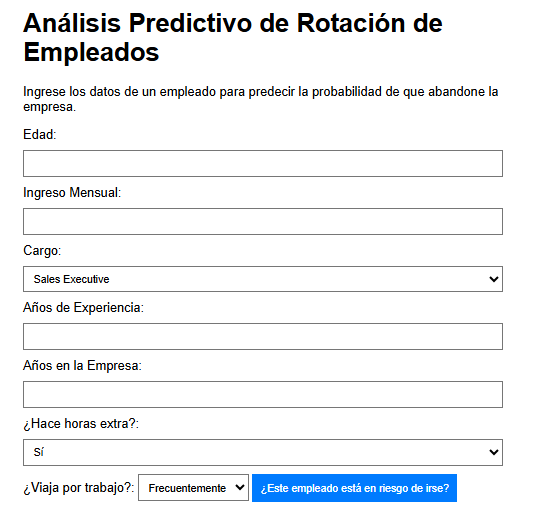 Análisis Predictivo de Rotación de
Empleados
Ingrese los datos de un empleado para predecir la probabilidad de que abandone la
empresa.
Edad:
Ingreso Mensual:
Cargo:
Sales Executive
Años de Experiencia:
Años en la Empresa:
¿Hace horas extra?:
Sí
¿Viaja por trabajo?: Frecuentemente ¿Este empleado está en riesgo de irse?